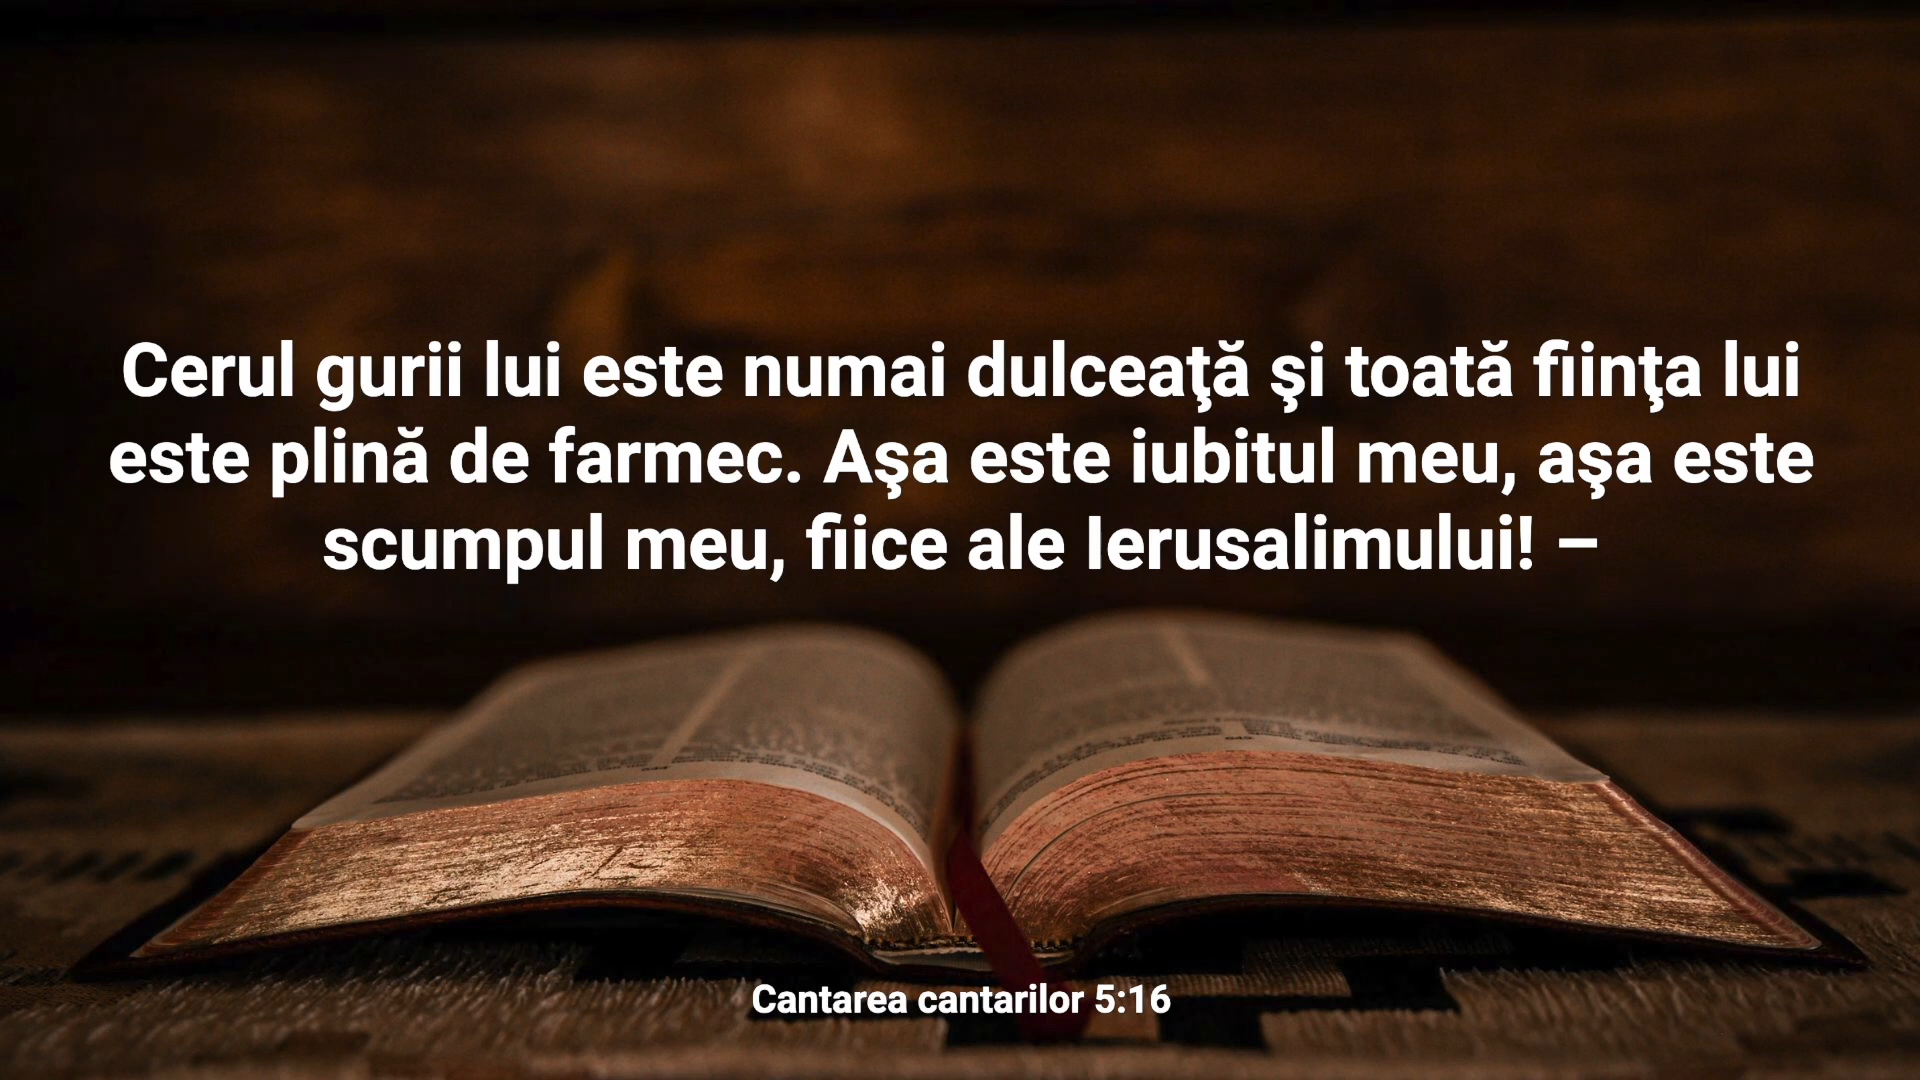 Cerul gurii lui este numai dulceaţă şi toată fiinţa lui
este plină de farmec. Aşa este iubitul meu, aşa este
scumpul meu, fiice ale Ierusalimului! –
Cantarea cantarilor 5:16